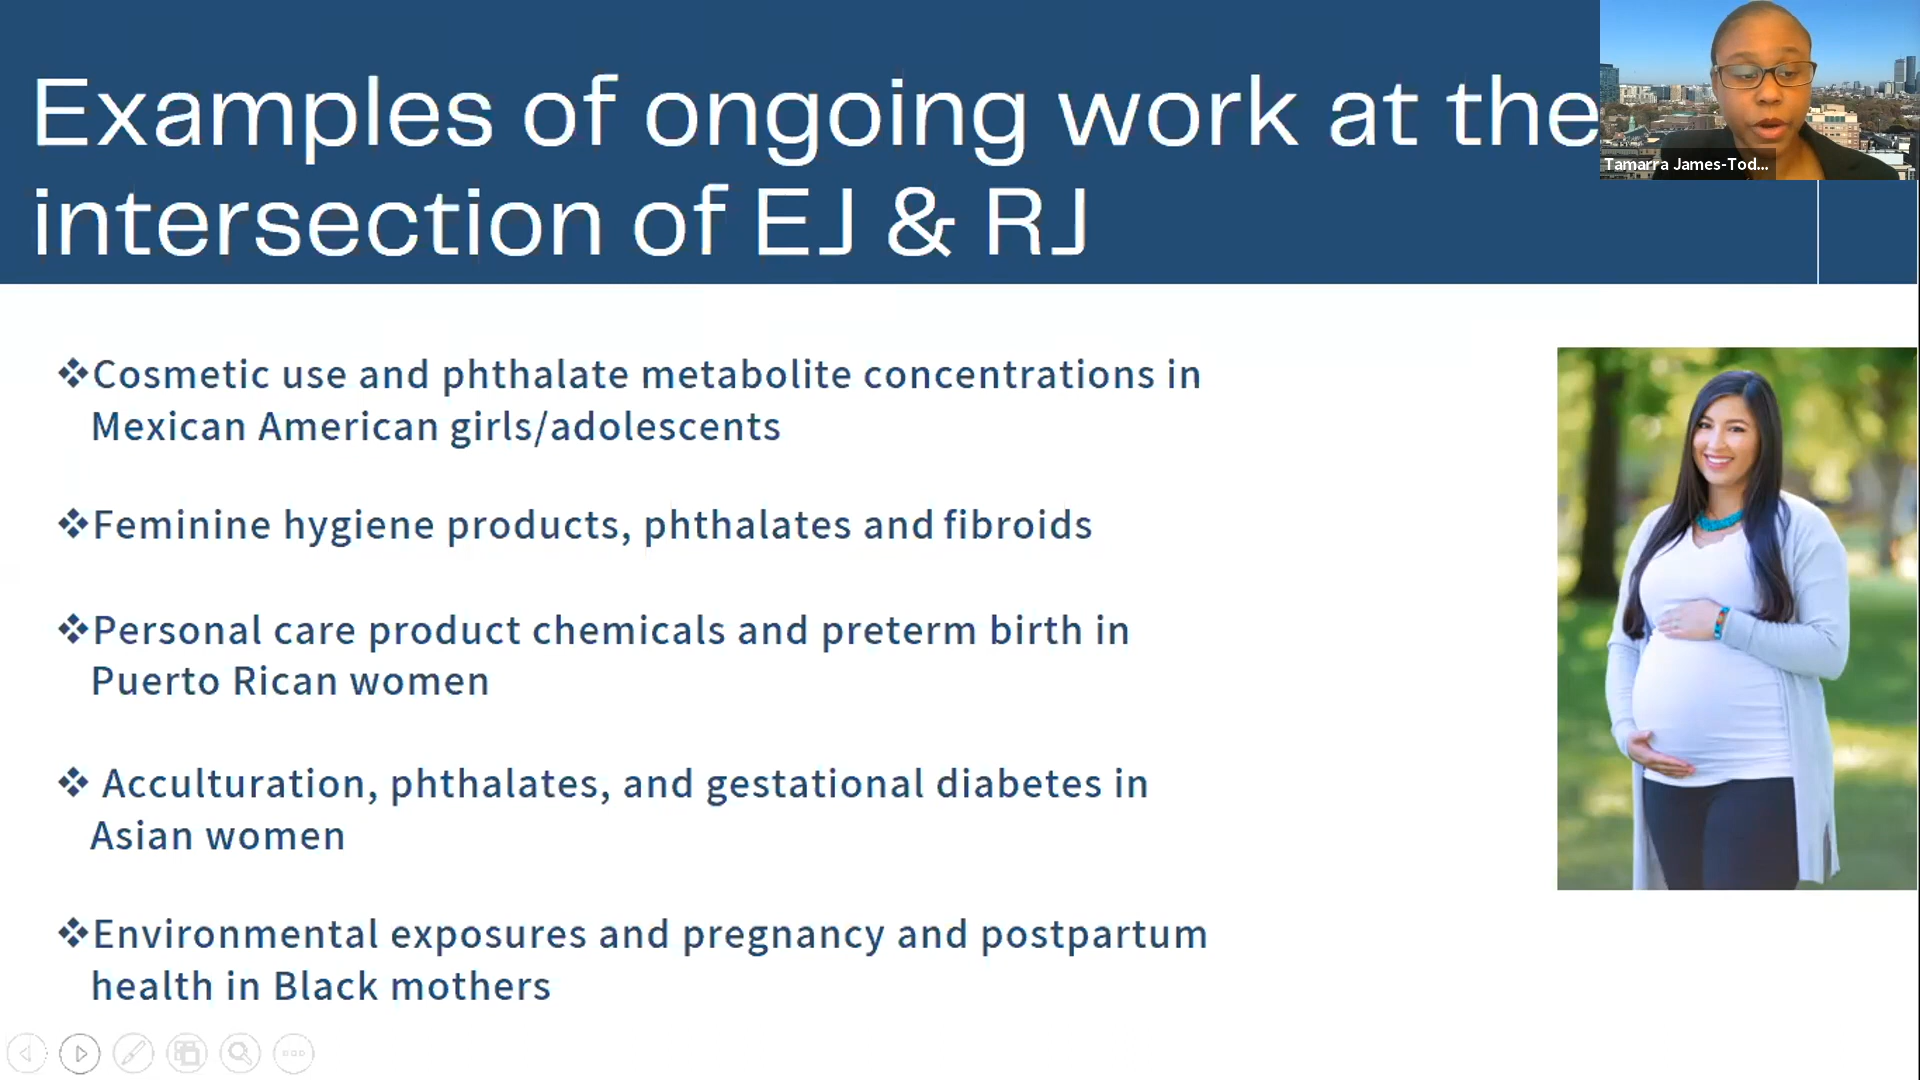 Examples of ongoing work at the
intersection of EJ & RJ
Tamarra James-Tod...
❖Cosmetic use and phthalate metabolite concentrations in
Mexican American girls/adolescents
❖Feminine hygiene products, phthalates and fibroids
❖Personal care product chemicals and preterm birth in
Puerto Rican women
❖ Acculturation, phthalates, and gestational diabetes in
Asian women
❖Environmental exposures and pregnancy and postpartum
health in Black mothers